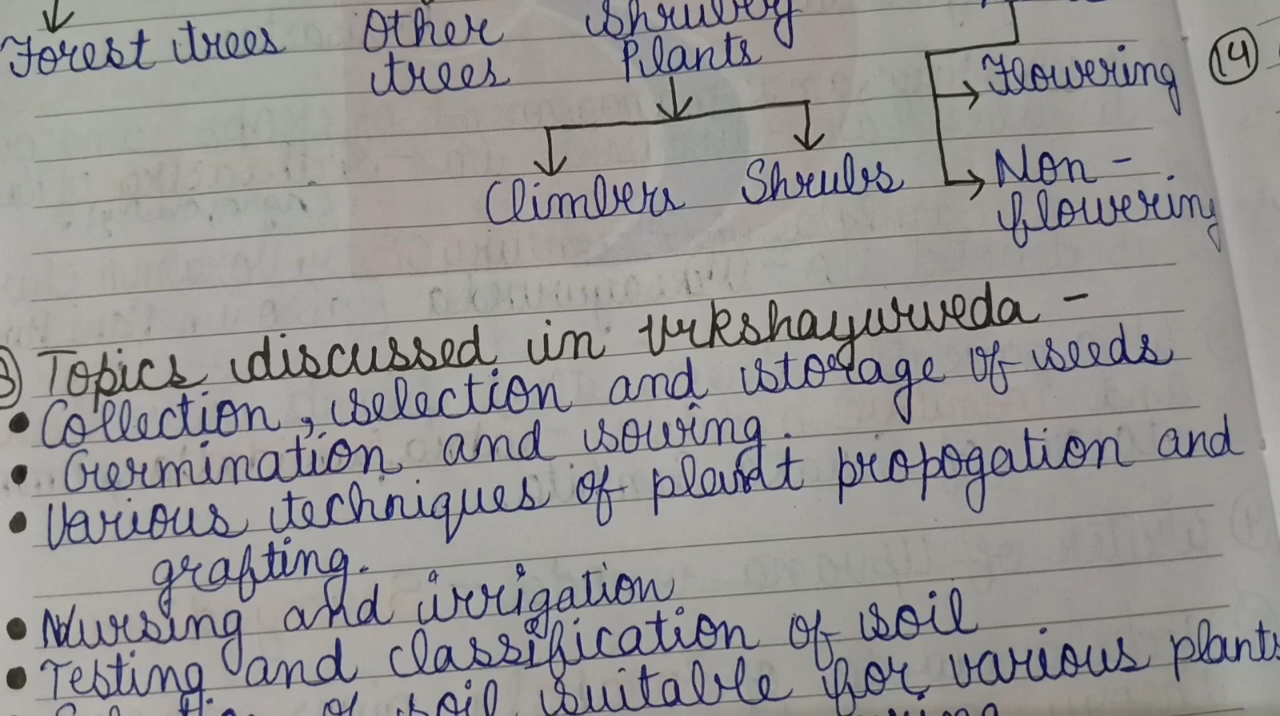 Forest trees Other shrubby
trees Plants
Flowering (14)
Climbers Shrubs Non -
flowering
Topics discussed in vrkshayurveda -
• Collection, selection and storage of seeds
• Germination and sowing.
• Various techniques of plant propogation and
grafting.
• Nursing and irrigation
• Testing and classification of soil
of soil suitable for various plants